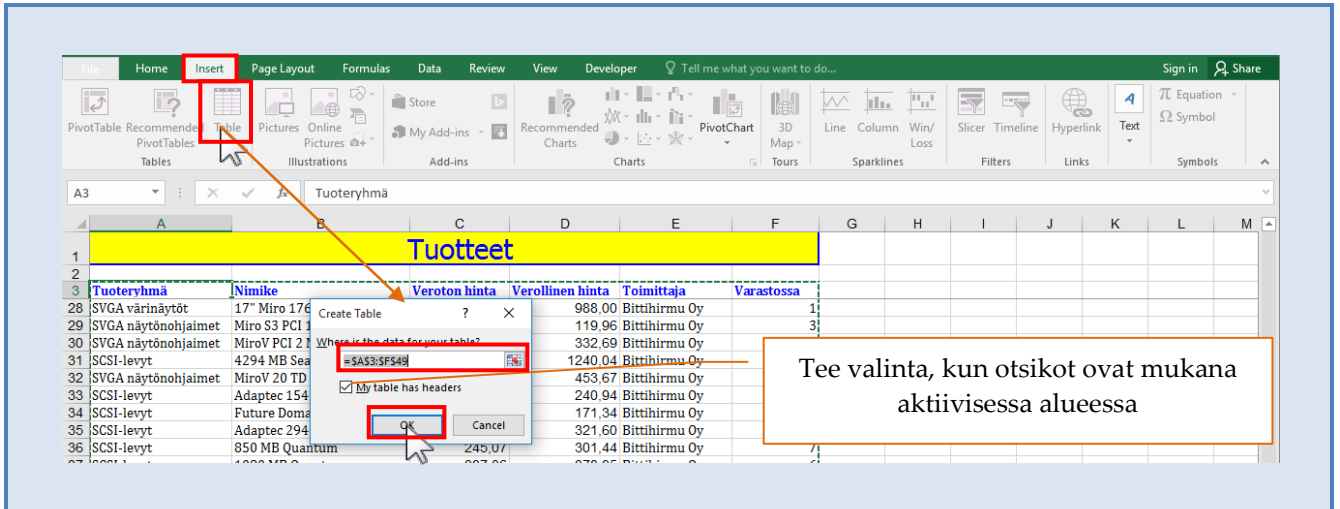 File Home Insert Page Layout Formulas Data Review View Developer Tell me what you want to do... Sign in Share
Store
My Add-ins
PivotTable Recommended PivotTables Table Pictures Online Pictures Recommended Charts PivotChart 3D Map Line Column Win/Loss Slicer Timeline Hyperlink Text Equation Symbol
Tables Illustrations Add-ins Charts Tours Sparklines Filters Links Symbols
A3 fx Tuoteryhmä
A B C D E F G H I J K L M
1 Tuotteet
2
3 Tuoteryhmä Nimike Veroton hinta Verollinen hinta Toimittaja Varastossa
28 SVGA värinäytöt 17" Miro 988,00 Bittihirmu Oy 1
29 SVGA näytönohjaimet Miro S3 PCI 119,96 Bittihirmu Oy 3
30 SVGA näytönohjaimet MiroV PCI 2 332,69 Bittihirmu Oy
31 SCSI-levyt 4294 MB 1240,04 Bittihirmu Oy
32 SVGA näytönohjaimet MiroV 20 TD 453,67 Bittihirmu Oy
33 SCSI-levyt Adaptec 240,94 Bittihirmu Oy
34 SCSI-levyt Future 171,34 Bittihirmu Oy
35 SCSI-levyt Adaptec 321,60 Bittihirmu Oy
36 SCSI-levyt 850 MB Quantum 245,07 301,44 Bittihirmu Oy 7
Create Table ? ×
Where is the data for your table?
=$A$3:$F$49
My table has headers
OK Cancel
Tee valinta, kun otsikot ovat mukana
aktiivisessa alueessa